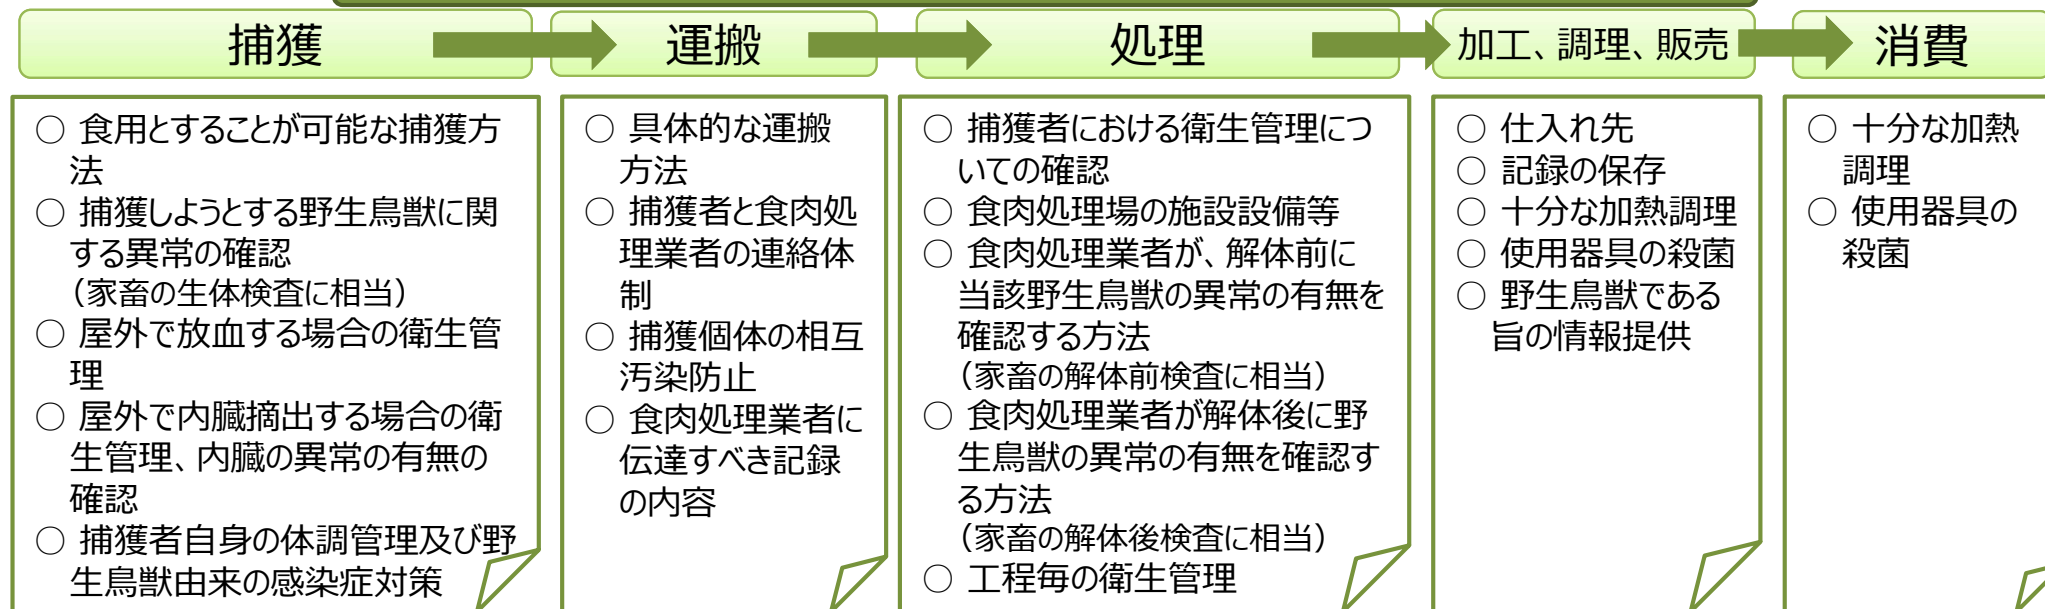 捕獲
運搬
処理
加工、調理、販売
消費
○ 食用とすることが可能な捕獲方
法
○ 捕獲しようとする野生鳥獣に関
する異常の確認
（家畜の生体検査に相当）
○ 屋外で放血する場合の衛生管
理
○ 屋外で内臓摘出する場合の衛
生管理、内臓の異常の有無の
確認
○ 捕獲者自身の体調管理及び野
生鳥獣由来の感染症対策
○ 具体的な運搬
方法
○ 捕獲者と食肉処
理業者の連絡体
制
○ 捕獲個体の相互
汚染防止
○ 食肉処理業者に
伝達すべき記録
の内容
○ 捕獲者における衛生管理につ
いての確認
○ 食肉処理場の施設設備等
○ 食肉処理業者が、解体前に
当該野生鳥獣の異常の有無を
確認する方法
（家畜の解体前検査に相当）
○ 食肉処理業者が解体後に野
生鳥獣の異常の有無を確認す
る方法
（家畜の解体後検査に相当）
○ 工程毎の衛生管理
○ 仕入れ先
○ 記録の保存
○ 十分な加熱調理
○ 使用器具の殺菌
○ 野生鳥獣である
旨の情報提供
○ 十分な加熱
調理
○ 使用器具の
殺菌